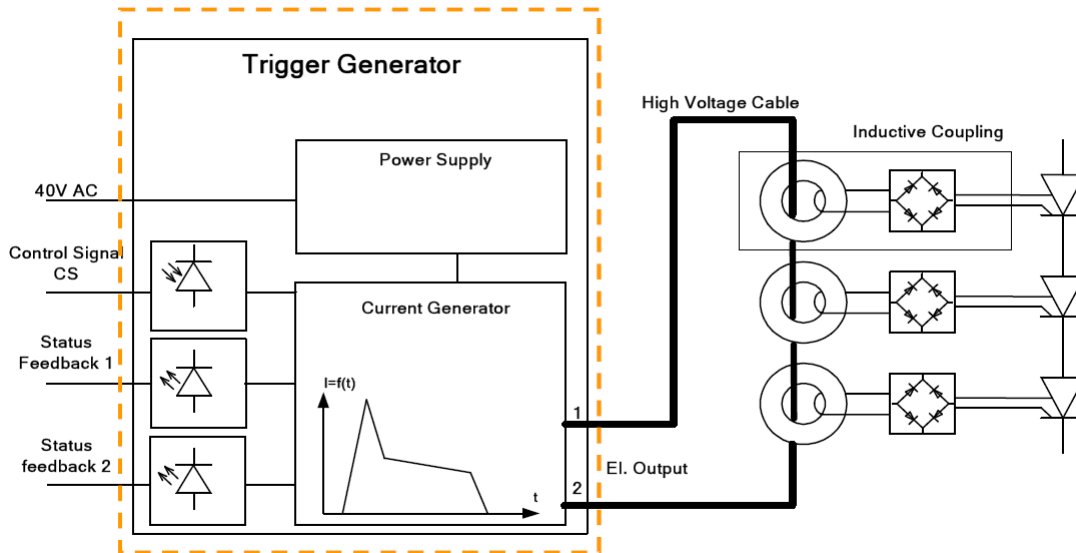 Trigger Generator
High Voltage Cable
Inductive Coupling
Power Supply
40V AC
Control Signal
CS
Current Generator
Status
Feedback 1
I=f(t)
1
Status
feedback 2
El. Output
2
t